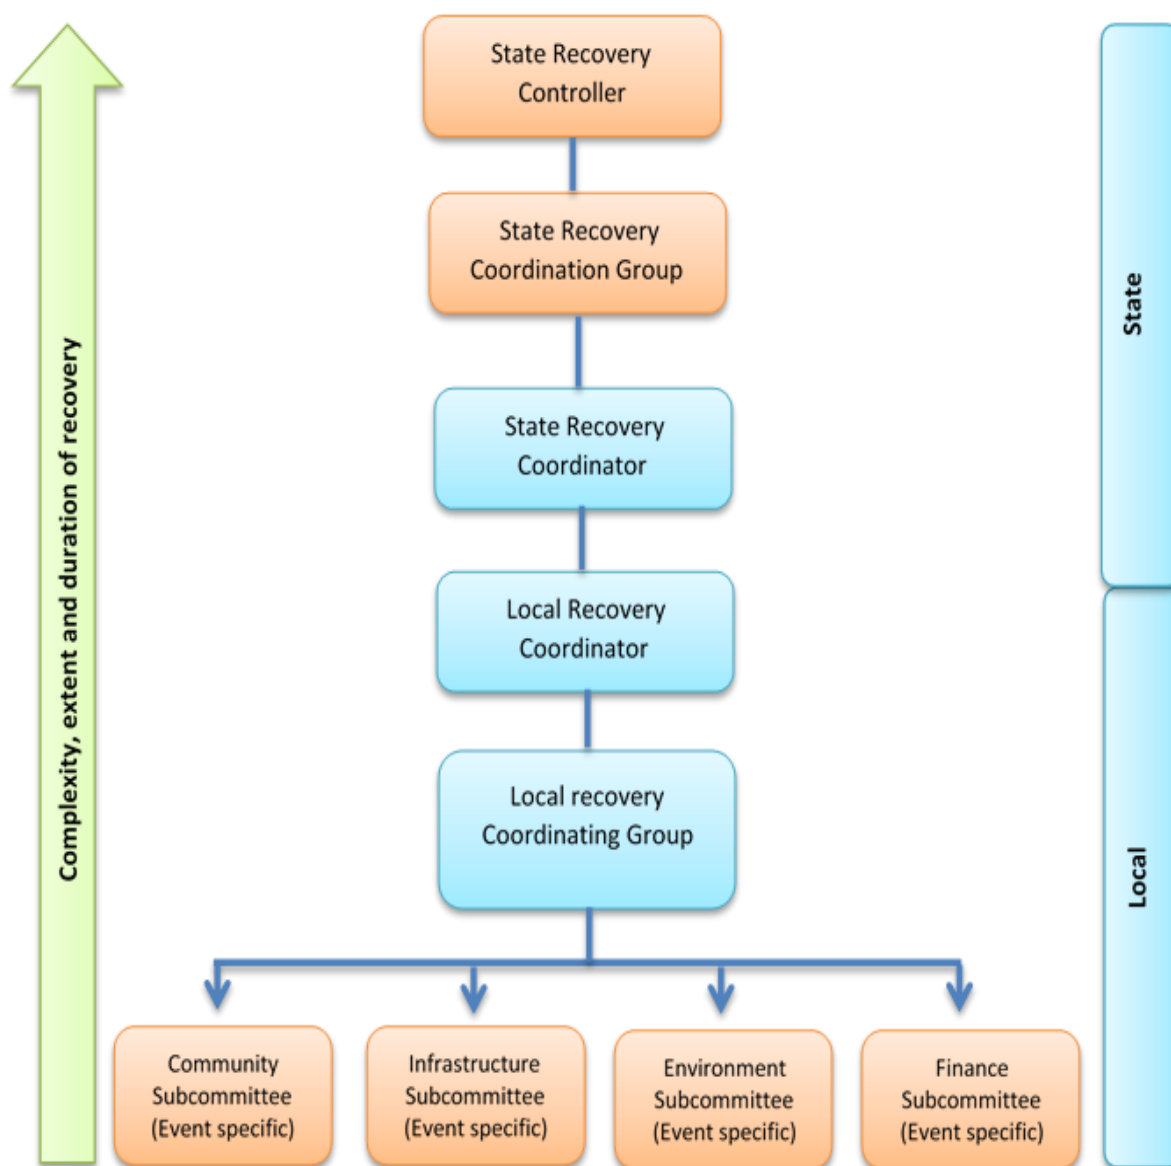 State Recovery
Controller
State Recovery
Coordination Group
State Recovery
Coordinator
Local Recovery
Coordinator
Local recovery
Coordinating Group
Community
Subcommittee
(Event specific)
Infrastructure
Subcommittee
(Event specific)
Environment
Subcommittee
(Event specific)
Finance
Subcommittee
(Event specific)
Complexity, extent and duration of recovery
State
Local